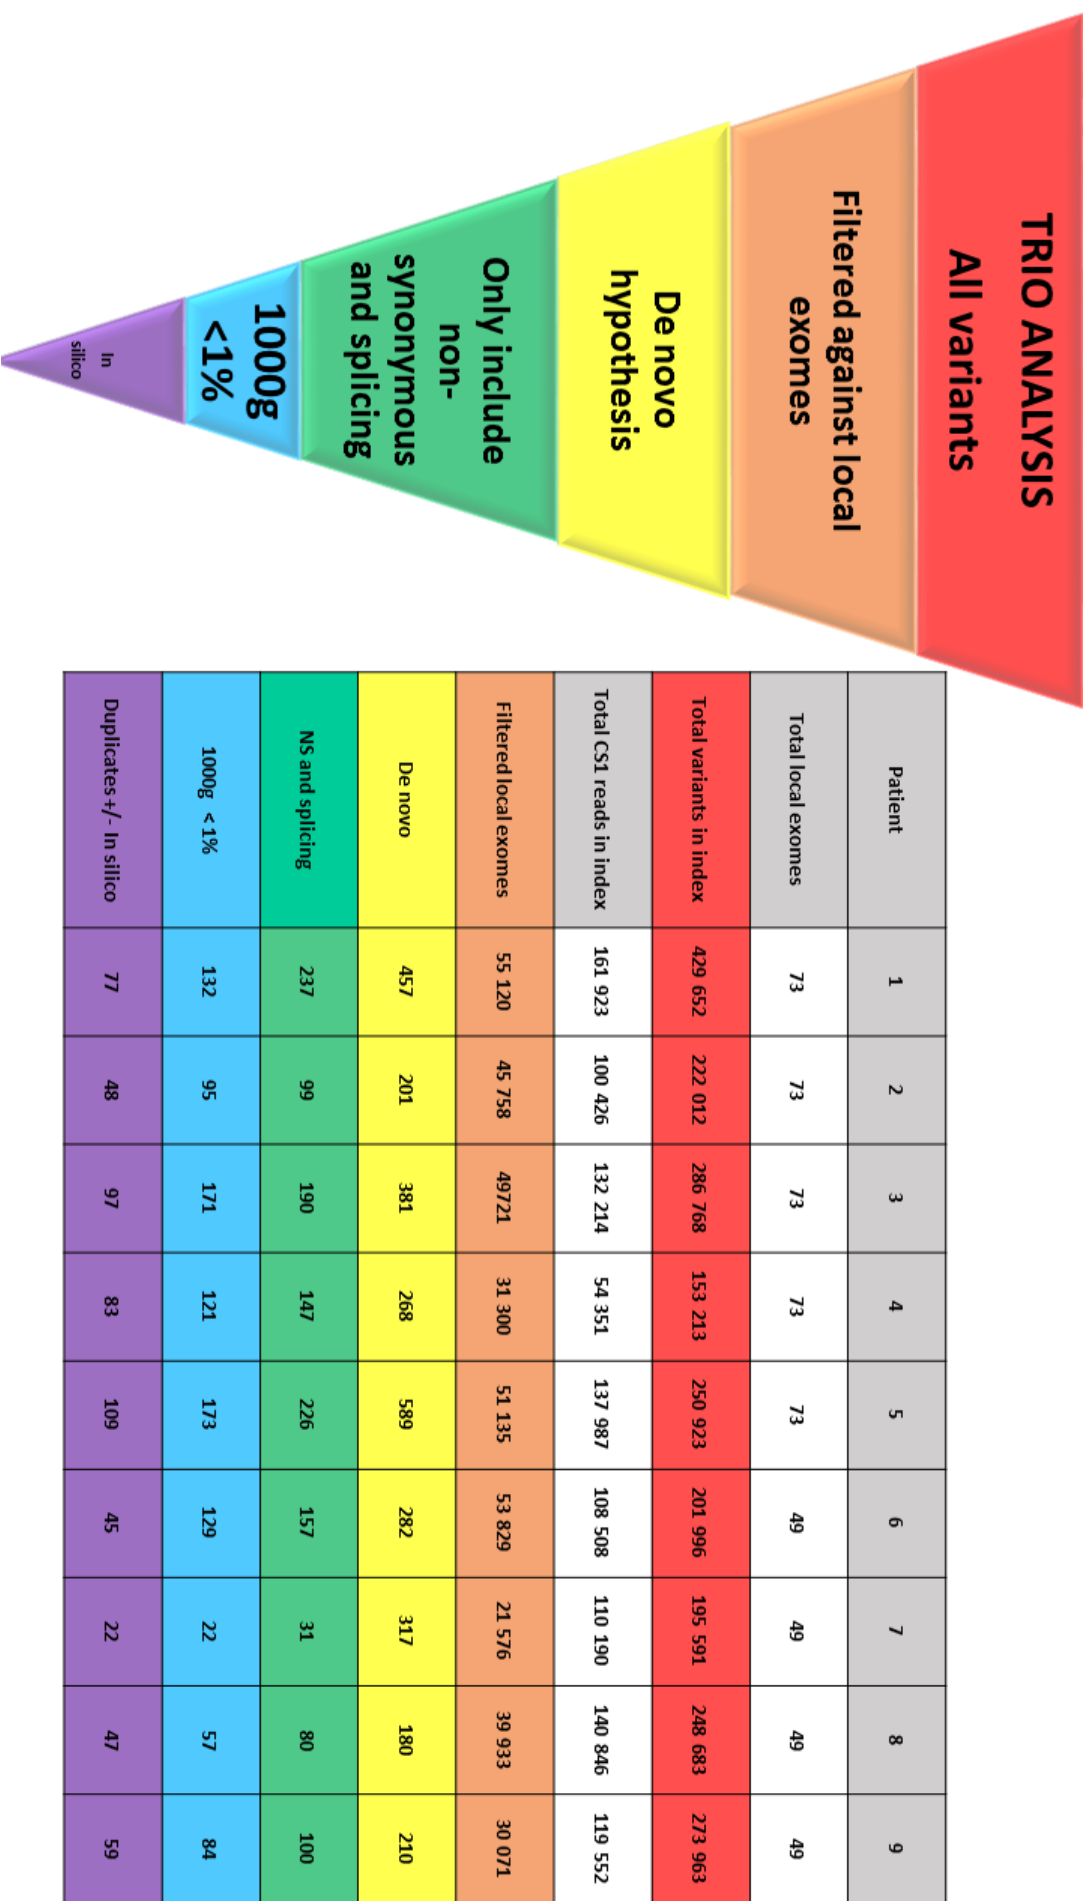 TRIO ANALYSIS
All variants
Filtered against local
exomes
De novo
hypothesis
Only include
non-
synonymous
and splicing
1000g
<1%
In
silico
Patient 1 2 3 4 5 6 7 8 9
Total local exomes 73 73 73 73 73 49 49 49 49
Total variants in index 429 652 222 012 286 768 153 213 250 923 201 996 195 591 248 683 273 963
Total CS1 reads in index 161 923 100 426 132 214 54 351 137 987 108 508 110 190 140 846 119 552
Filtered local exomes 55 120 45 758 49721 31 300 51 135 53 829 21 576 39 933 30 071
De novo 457 201 381 268 589 282 317 180 210
NS and splicing 237 99 190 147 226 157 31 80 100
1000g <1% 132 95 171 121 173 129 22 57 84
Duplicates +/- In silico 77 48 97 83 109 45 22 47 59